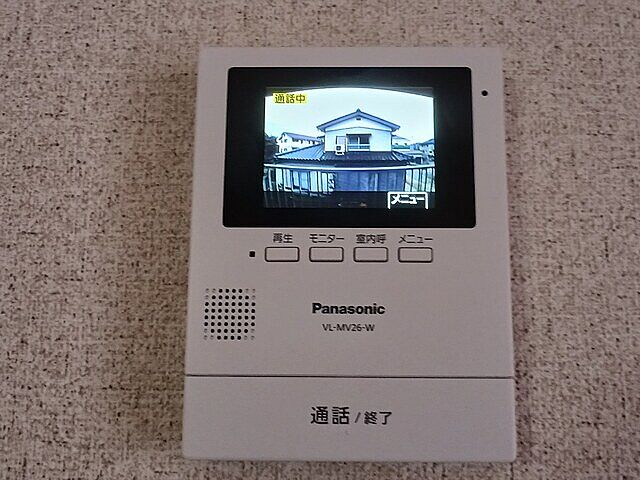 通話中
メニュー
再生 モニター 室内呼 メニュー
Panasonic
VL-MV26-W
通話/終了